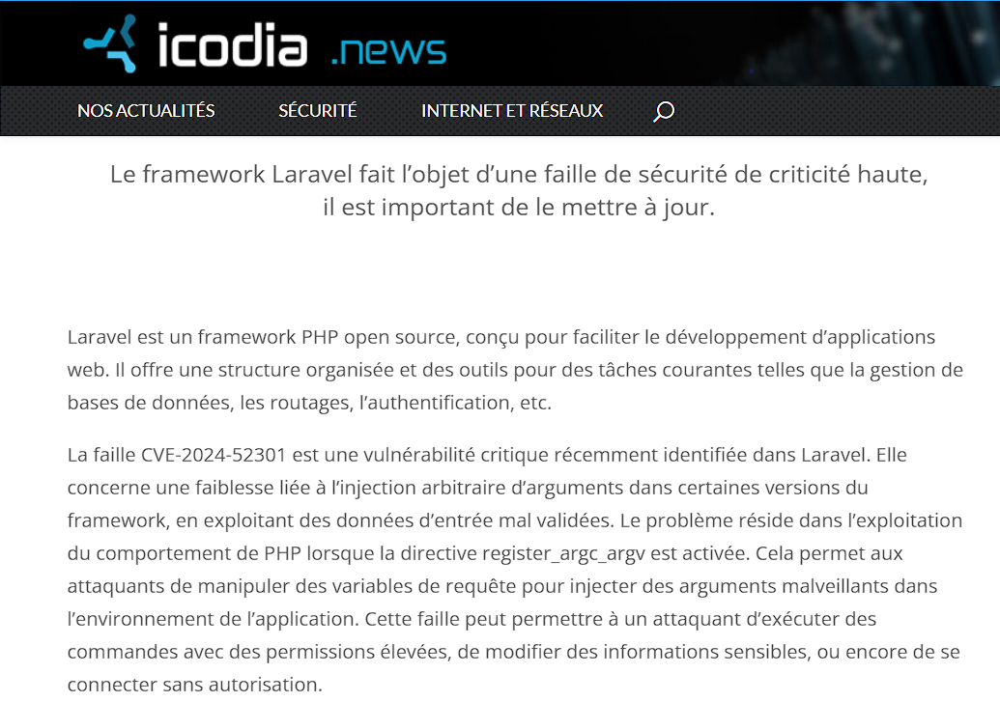 icodia .news
NOS ACTUALITÉS SÉCURITÉ INTERNET ET RÉSEAUX
Le framework Laravel fait l’objet d’une faille de sécurité de criticité haute,
il est important de le mettre à jour.
Laravel est un framework PHP open source, conçu pour faciliter le développement d’applications
web. Il offre une structure organisée et des outils pour des tâches courantes telles que la gestion de
bases de données, les routages, l’authentification, etc.
La faille CVE-2024-52301 est une vulnérabilité critique récemment identifiée dans Laravel. Elle
concerne une faiblesse liée à l’injection arbitraire d’arguments dans certaines versions du
framework, en exploitant des données d’entrée mal validées. Le problème réside dans l’exploitation
du comportement de PHP lorsque la directive register_argc_argv est activée. Cela permet aux
attaquants de manipuler des variables de requête pour injecter des arguments malveillants dans
l’environnement de l’application. Cette faille peut permettre à un attaquant d’exécuter des
commandes avec des permissions élevées, de modifier des informations sensibles, ou encore de se
connecter sans autorisation.